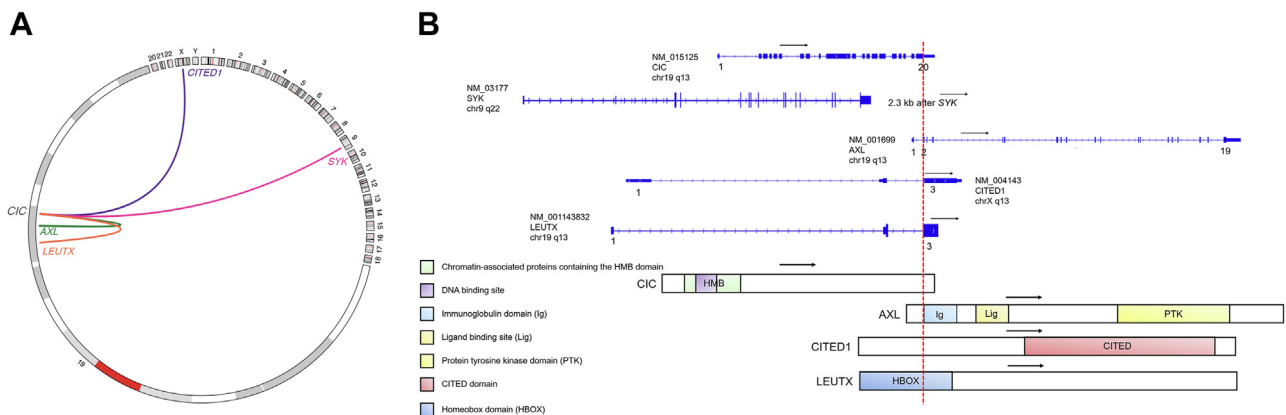 A
20 21 22 X Y 1 2 3 4 5 6 7 8 9 10 11 12 13 14 15 16 17 18
CITED1
SYK
CIC
AXL
LEUTX
19
B
NM_015125
CIC
chr19 q13
1
20
NM_03177
SYK
chr9 q22
2.3 kb after SYK
NM_001699
AXL
chr19 q13
1 2
19
1
3
NM_004143
CITED1
chrX q13
NM_001143832
LEUTX
chr19 q13
1
3
Chromatin-associated proteins containing the HMB domain
DNA binding site
Immunoglobulin domain (Ig)
Ligand binding site (Lig)
Protein tyrosine kinase domain (PTK)
CITED domain
Homeobox domain (HBOX)
CIC
HMB
AXL
Ig
Lig
PTK
CITED1
CITED
LEUTX
HBOX